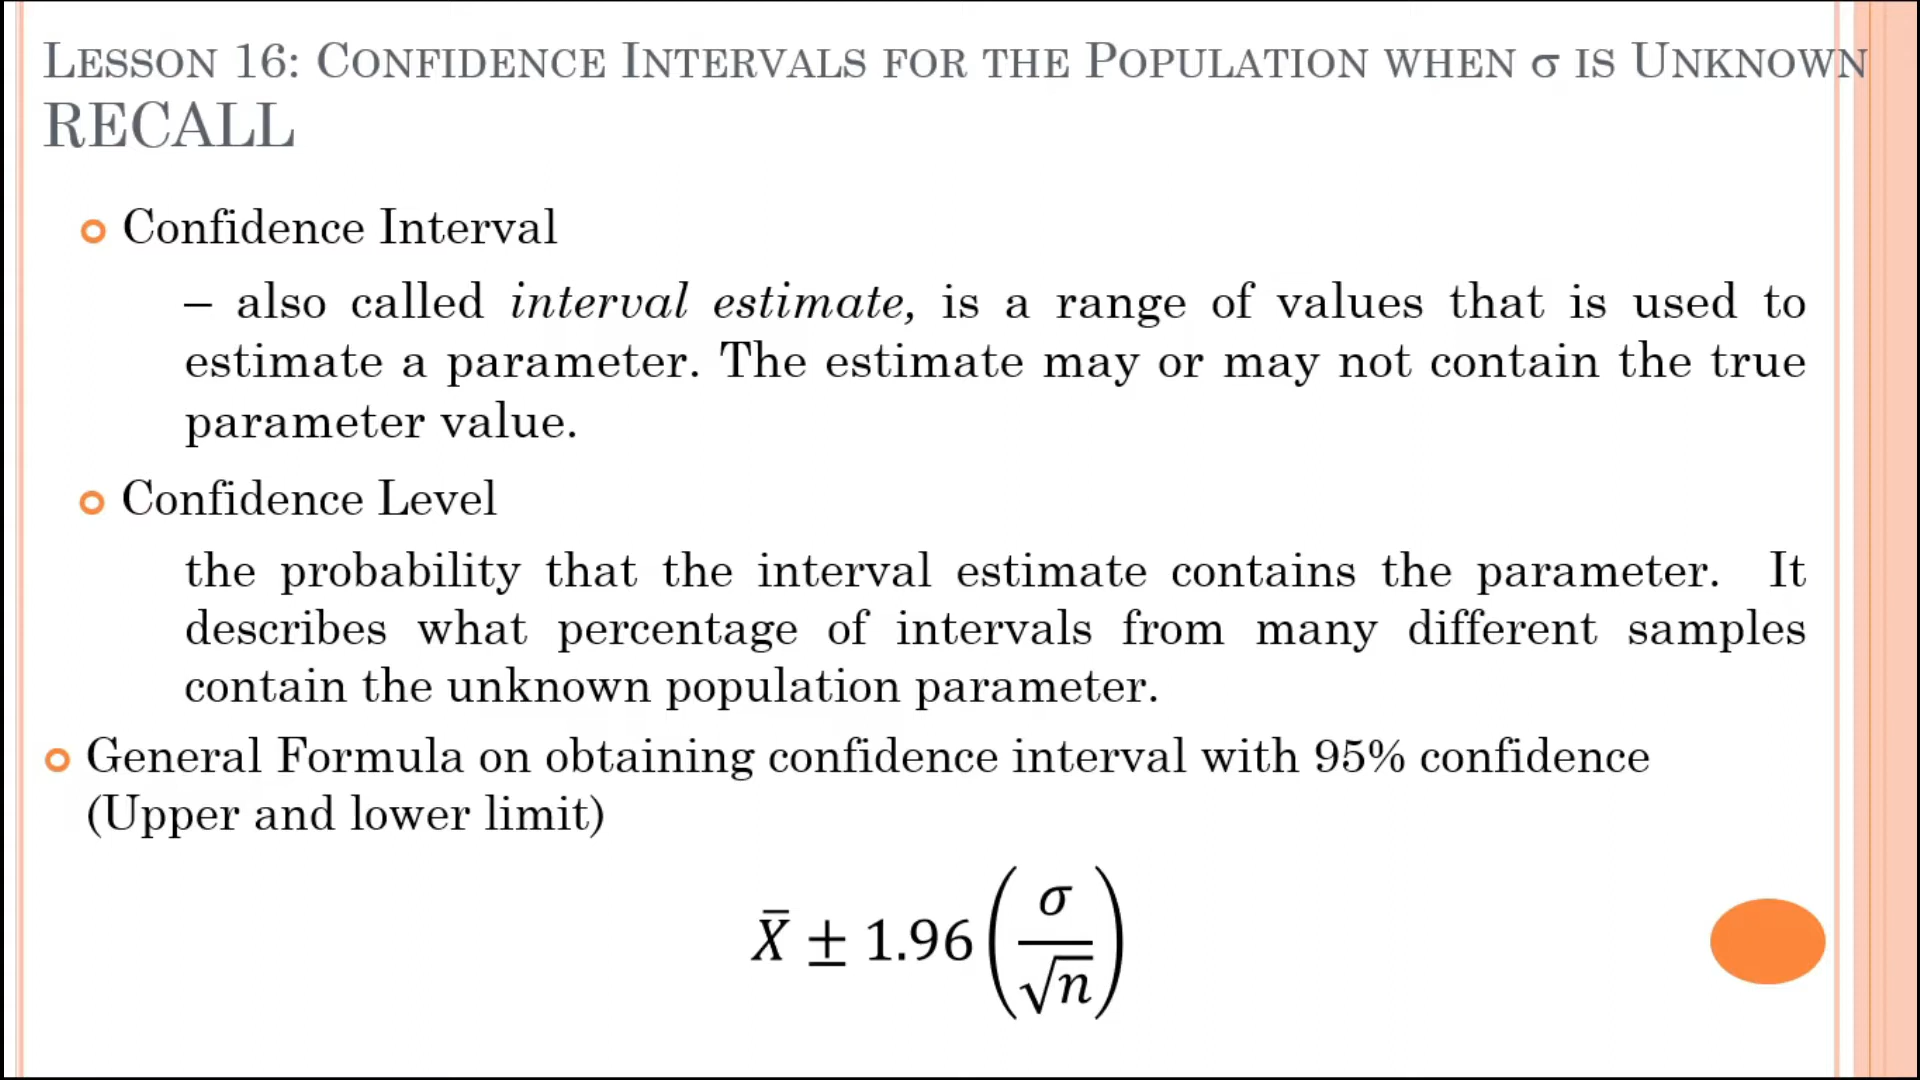 LESSON 16: CONFIDENCE INTERVALS FOR THE POPULATION WHEN σ IS UNKNOWN
RECALL
Confidence Interval
– also called interval estimate, is a range of values that is used to
estimate a parameter. The estimate may or may not contain the true
parameter value.
Confidence Level
the probability that the interval estimate contains the parameter. It
describes what percentage of intervals from many different samples
contain the unknown population parameter.
General Formula on obtaining confidence interval with 95% confidence
(Upper and lower limit)
X̄ ± 1.96 (σ/√n)